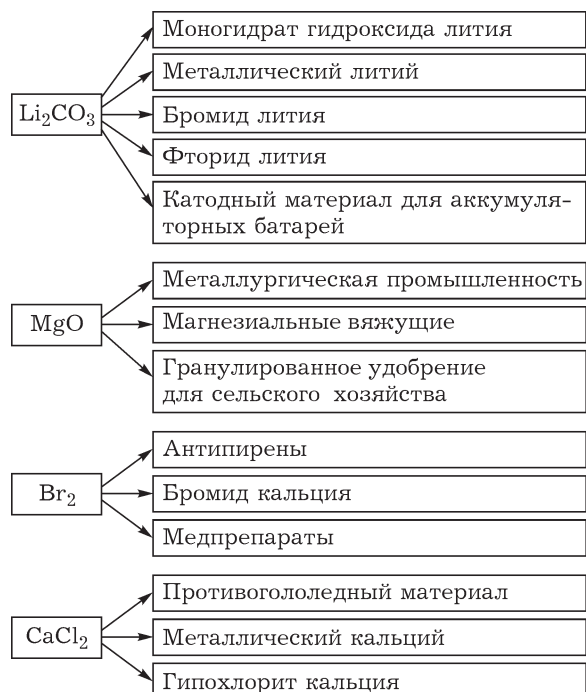 Li₂CO₃
Моногидрат гидроксида лития
Металлический литий
Бромид лития
Фторид лития
Катодный материал для аккумуля-
торных батарей
MgO
Металлургическая промышленность
Магнезиальные вяжущие
Гранулированное удобрение
для сельского хозяйства
Br₂
Антипирены
Бромид кальция
Медпрепараты
CaCl₂
Противогололедный материал
Металлический кальций
Гипохлорит кальция